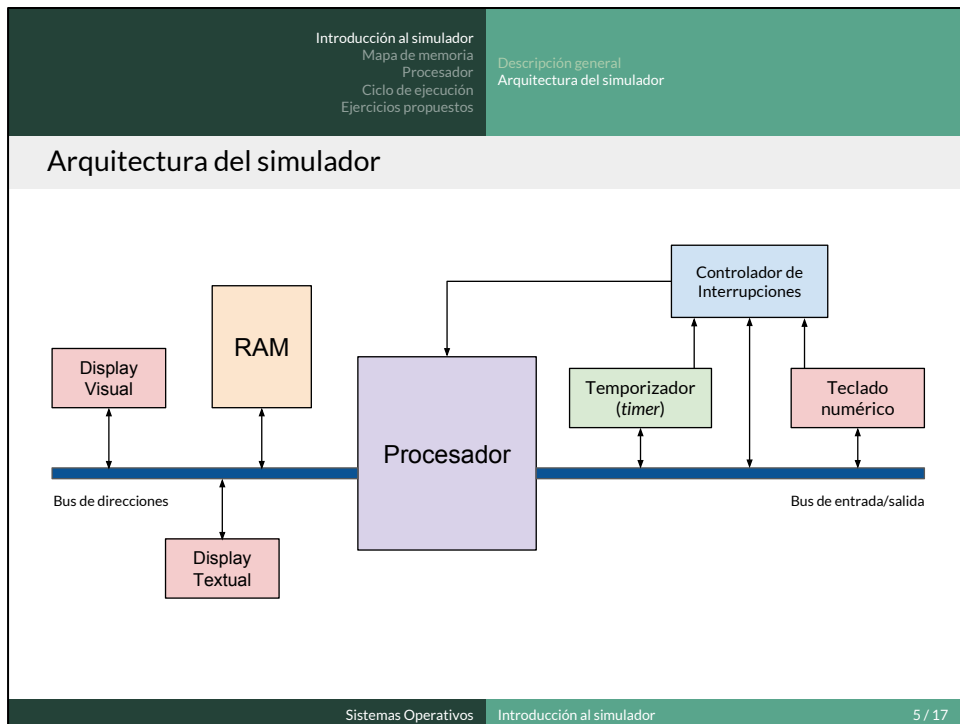 Introducción al simulador
Mapa de memoria
Procesador
Ciclo de ejecución
Ejercicios propuestos
Descripción general
Arquitectura del simulador
Arquitectura del simulador
Controlador de
Interrupciones
RAM
Display
Visual
Temporizador
(timer)
Teclado
numérico
Procesador
Bus de direcciones
Bus de entrada/salida
Display
Textual
Sistemas Operativos
Introducción al simulador
5 / 17